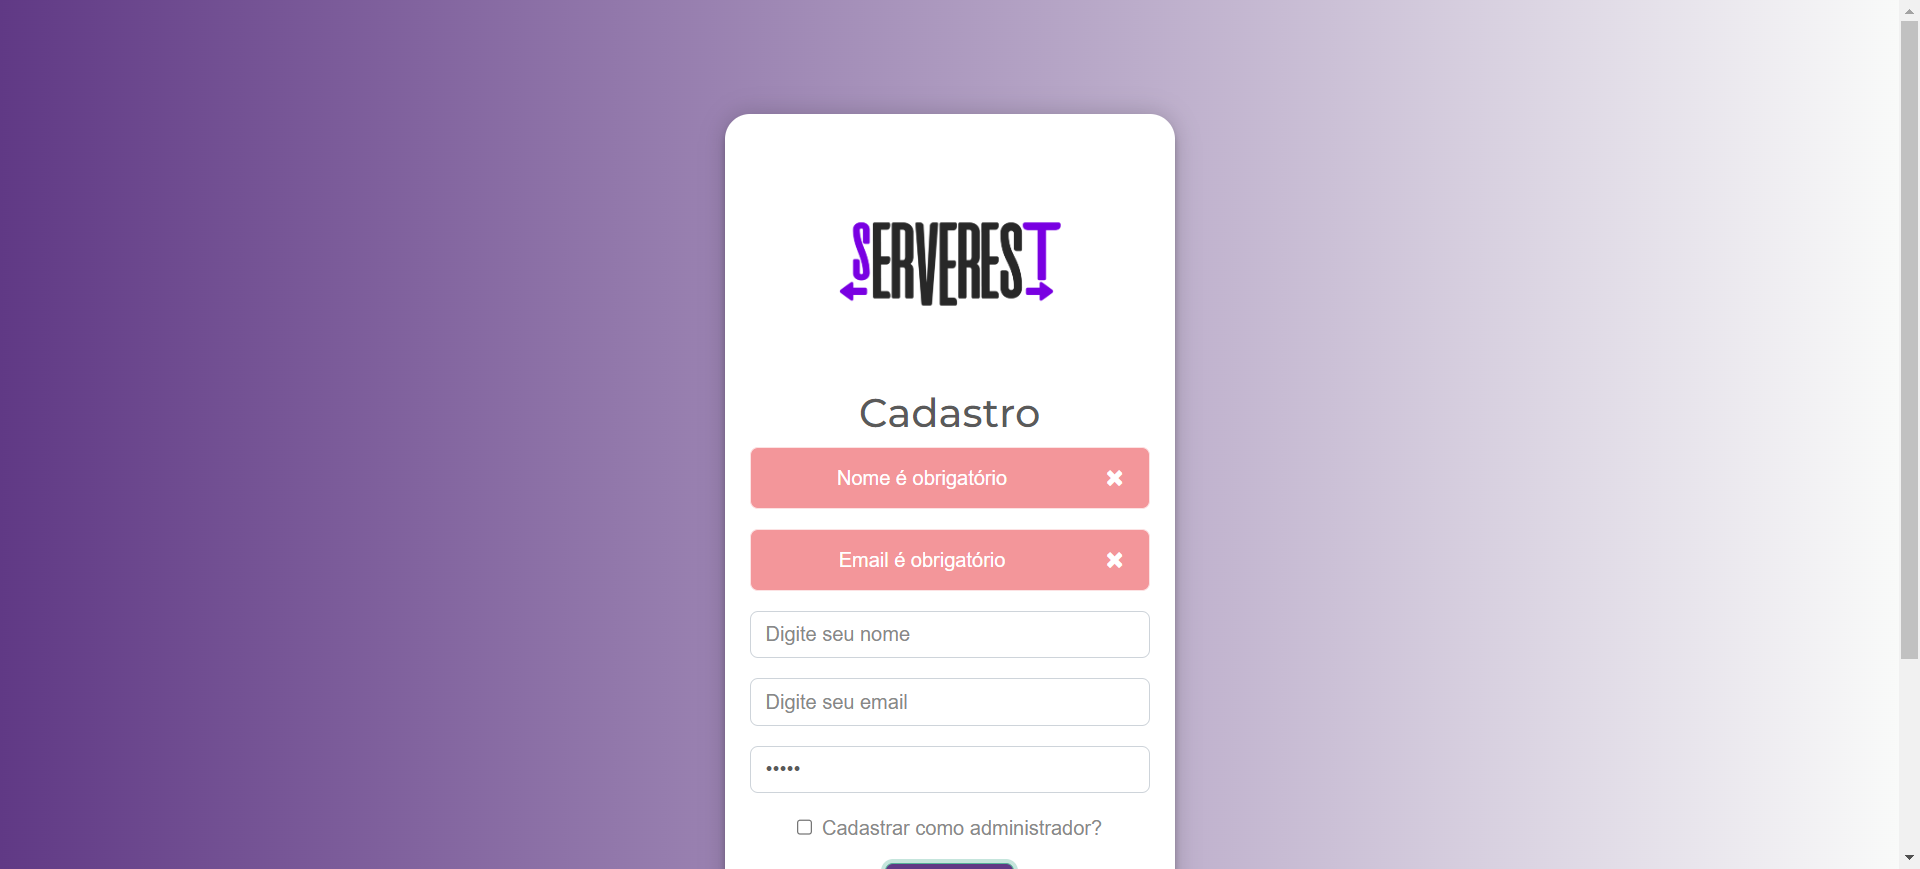 SERVEREST
Cadastro
Nome é obrigatório
Email é obrigatório
Digite seu nome
Digite seu email
•••••
Cadastrar como administrador?